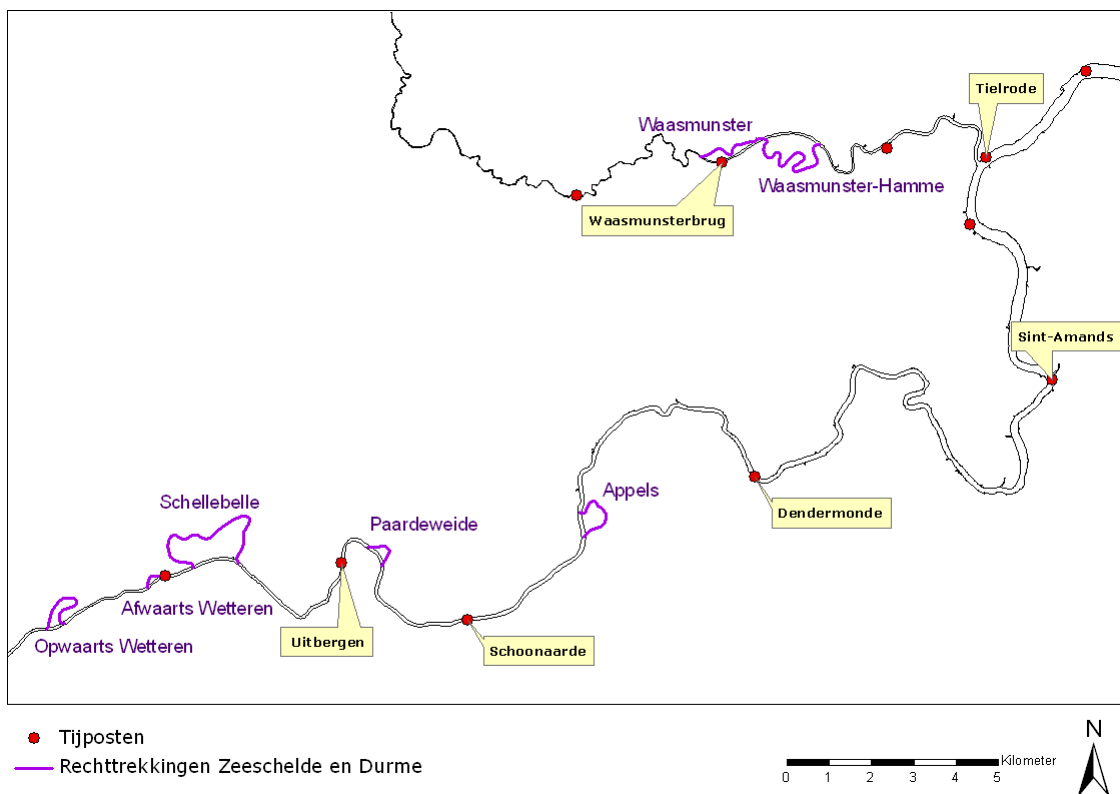 Tielrode
Waasmunster
Waasmunster-Hamme
Waasmunsterbrug
Sint-Amands
Schellebelle
Appels
Paardeweide
Dendermonde
Afwaarts Wetteren
Uitbergen
Opwaarts Wetteren
Schoonaarde
Tijposten
Rechttrekkingen Zeeschelde en Durme
N
Kilometer
0 1 2 3 4 5